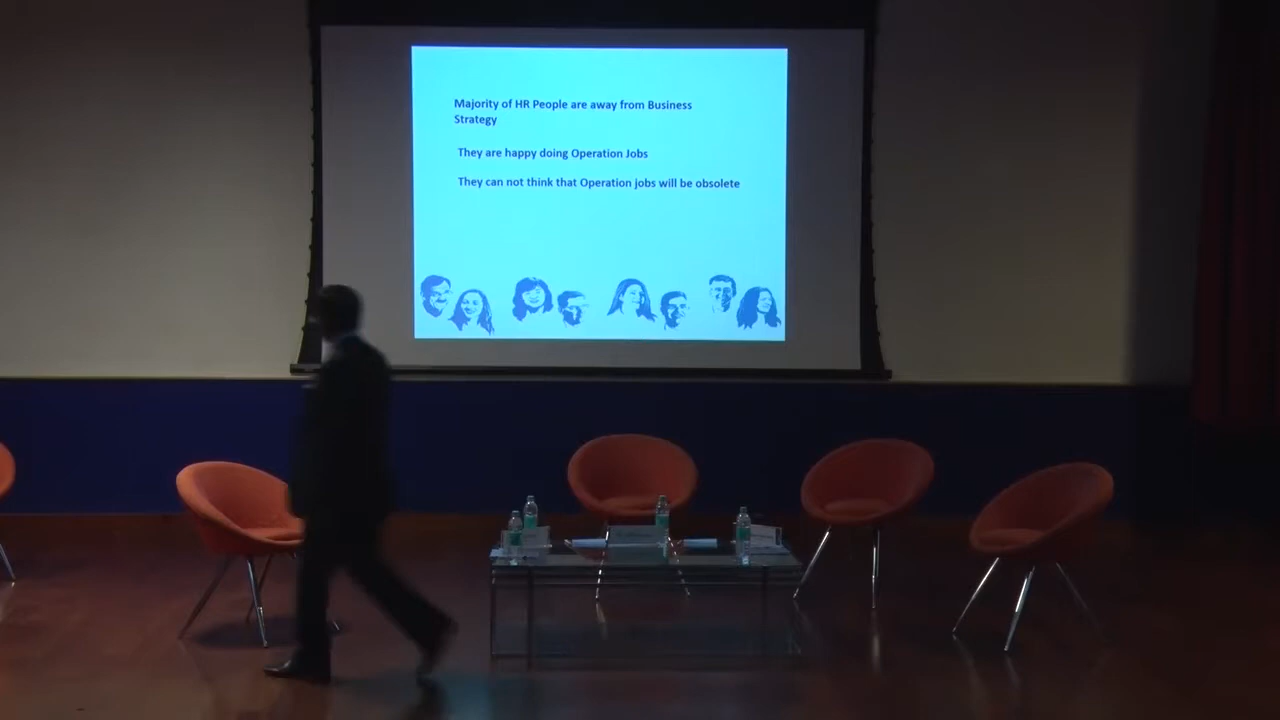 Majority of HR People are away from Business
Strategy
They are happy doing Operation Jobs
They can not think that Operation jobs will be obsolete